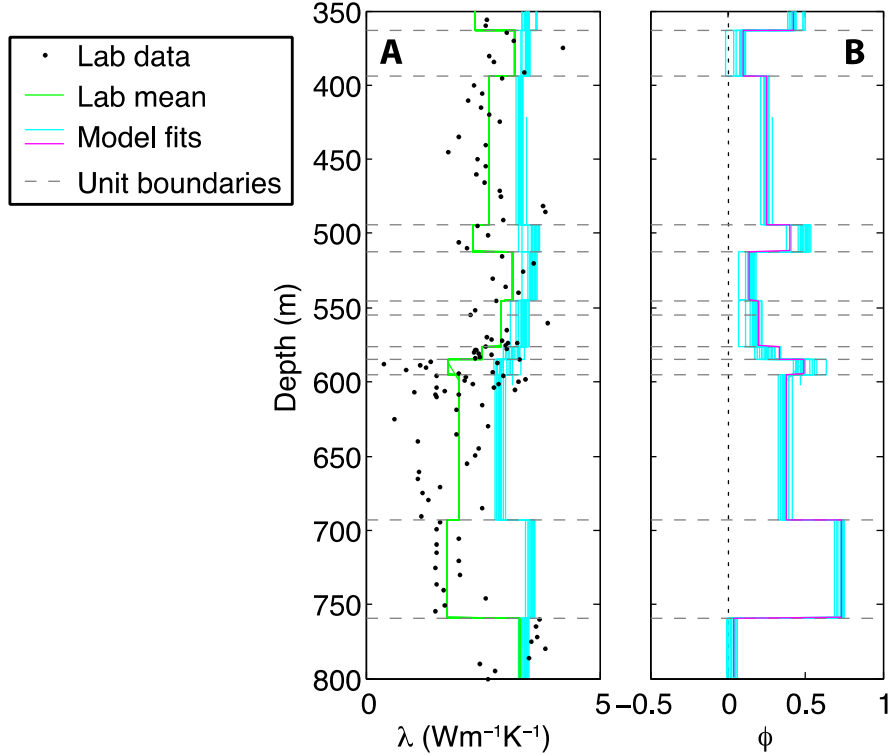 Lab data
Lab mean
Model fits
Unit boundaries
A
B
350
400
450
500
550
600
650
700
750
800
Depth (m)
0
5
−0.5
0
0.5
1
λ (Wm⁻¹K⁻¹)
ϕ